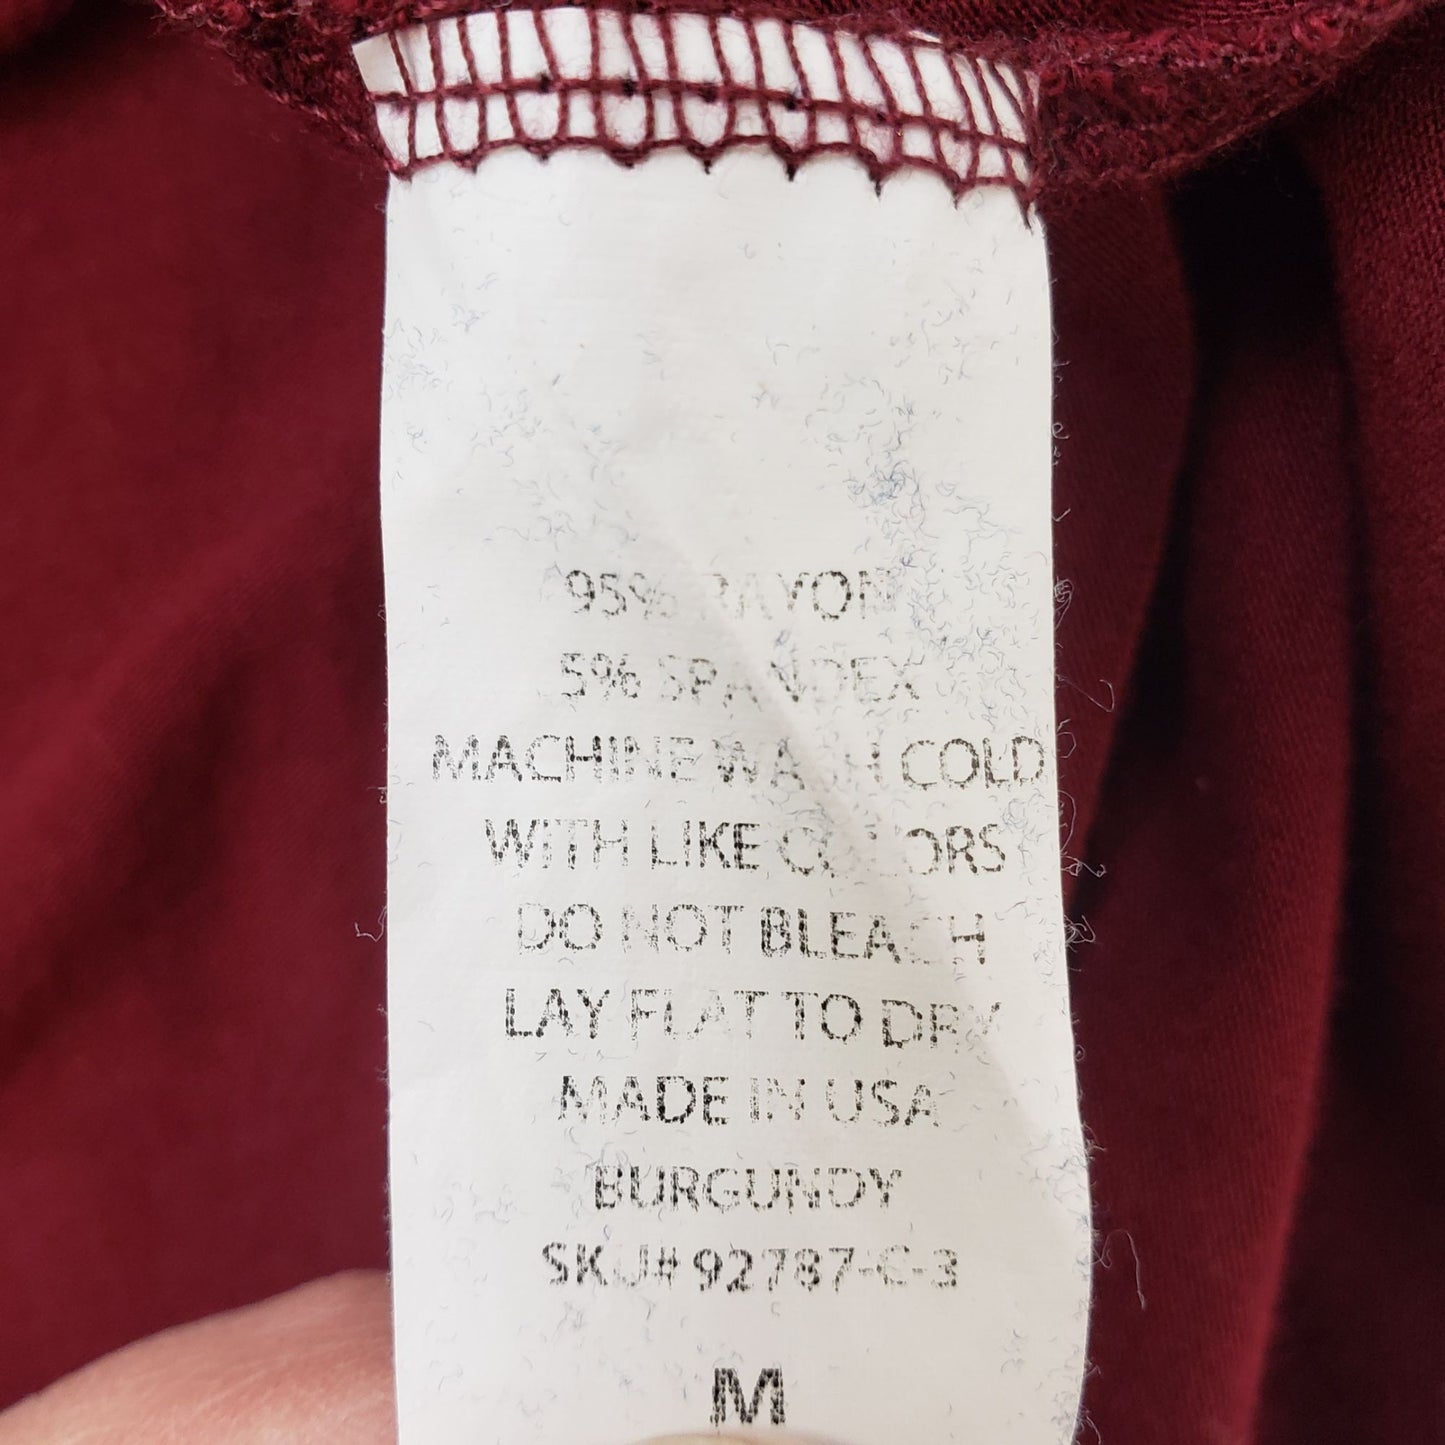 95% RAYON
5% SPANDEX
MACHINE WASH COLD
WITH LIKE COLORS
DO NOT BLEACH
LAY FLAT TO DRY
MADE IN USA
BURGUNDY
SKU# 92787-C-3
M